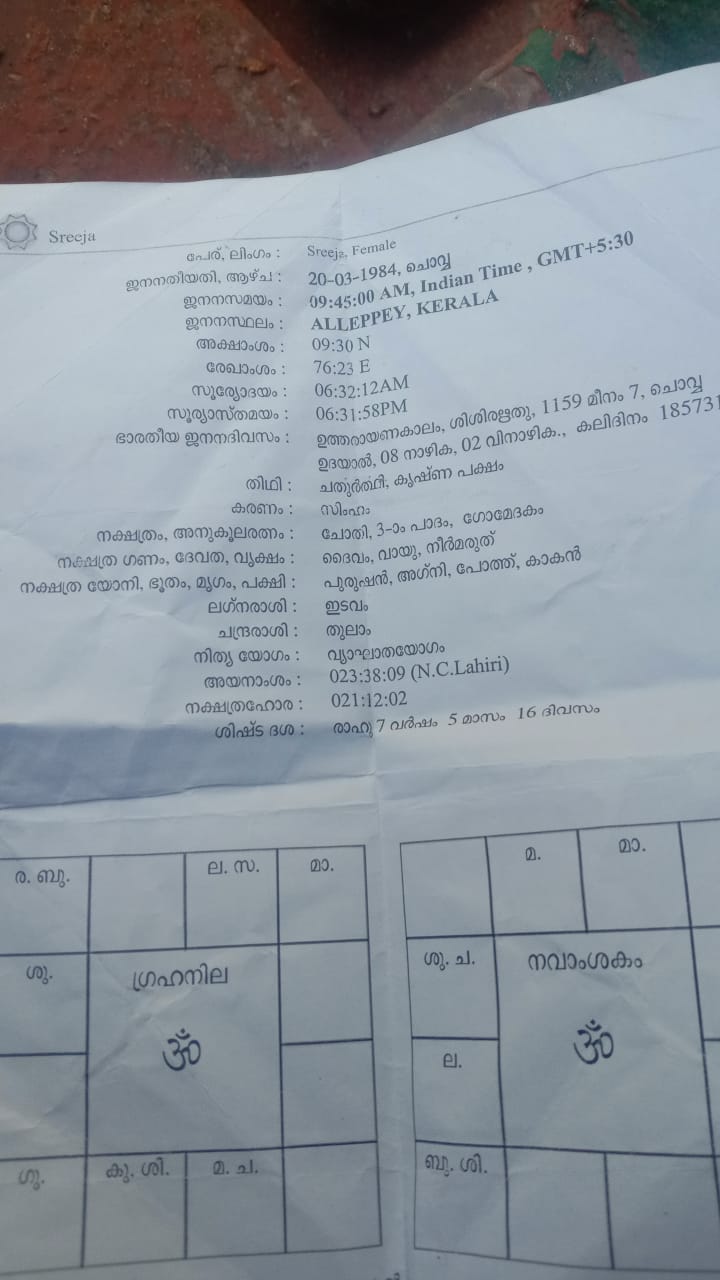 Sreeja
പേര്, ലിംഗം : Sreeja, Female
ജനനതീയതി, ആഴ്ച : 20-03-1984, ചൊവ്വ
ജനനസമയം : 09:45:00 AM, Indian Time , GMT+5:30
ജനനസ്ഥലം : ALLEPPEY, KERALA
അക്ഷാംശം : 09:30 N
രേഖാംശം : 76:23 E
സൂര്യോദയം : 06:32:12AM
സൂര്യാസ്തമയം : 06:31:58PM
ഭാരതീയ ജനനദിവസം : ഉത്തരായണകാലം, ശിശിരഋതു, 1159 മീനം 7, ചൊവ്വ
ഉദയാൽ, 08 നാഴിക, 02 വിനാഴിക., കലിദിനം 185731
തിഥി : ചതുർത്ഥി, കൃഷ്ണ പക്ഷം
കരണം : സിംഹം
നക്ഷത്രം, അനുകൂലരത്നം : ചോതി, 3-ാം പാദം, ഗോമേദകം
നക്ഷത്ര ഗണം, ദേവത, വൃക്ഷം : ദൈവം, വായു, നീർമരുത്
നക്ഷത്ര യോനി, ഭൂതം, മൃഗം, പക്ഷി : പുരുഷൻ, അഗ്നി, പോത്ത്, കാകൻ
ലഗ്നരാശി : ഇടവം
ചന്ദ്രരാശി : തുലാം
നിത്യ യോഗം : വ്യാഘാതയോഗം
അയനാംശം : 023:38:09 (N.C.Lahiri)
നക്ഷത്രഹോര : 021:12:02
ശിഷ്ട ദശ : രാഹു 7 വർഷം 5 മാസം 16 ദിവസം
ര. ബു. ല. സ. മാ.
ശു. ഗ്രഹനില
ॐ
ഗു. കു. ശി. മ. ച.
മ. മാ.
ശു. ച. നവാംശകം
ॐ
ല.
ബു. ശി.